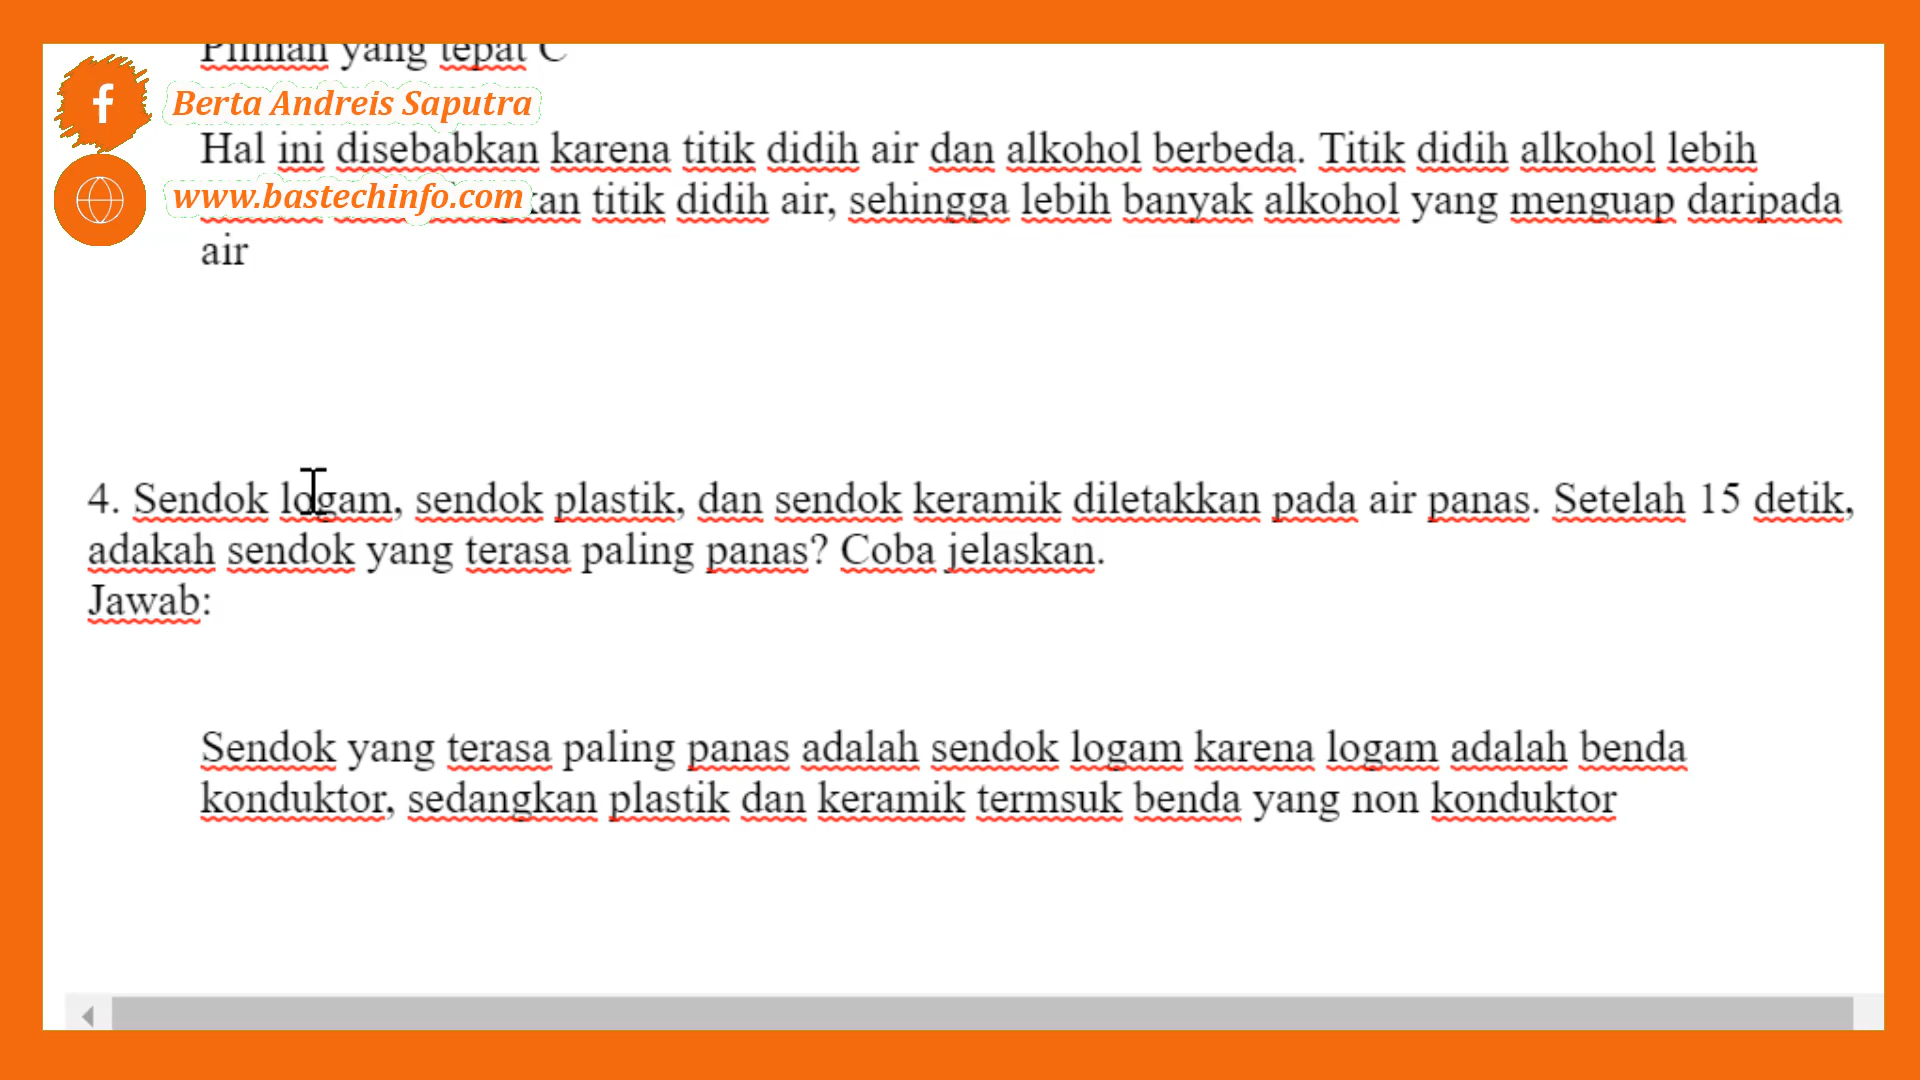 Pilihan yang tepat C
Berta Andreis Saputra
Hal ini disebabkan karena titik didih air dan alkohol berbeda. Titik didih alkohol lebih
www.bastechinfo.com
titik didih air, sehingga lebih banyak alkohol yang menguap daripada
air
4. Sendok logam, sendok plastik, dan sendok keramik diletakkan pada air panas. Setelah 15 detik,
adakah sendok yang terasa paling panas? Coba jelaskan.
Jawab:
Sendok yang terasa paling panas adalah sendok logam karena logam adalah benda
konduktor, sedangkan plastik dan keramik termsuk benda yang non konduktor